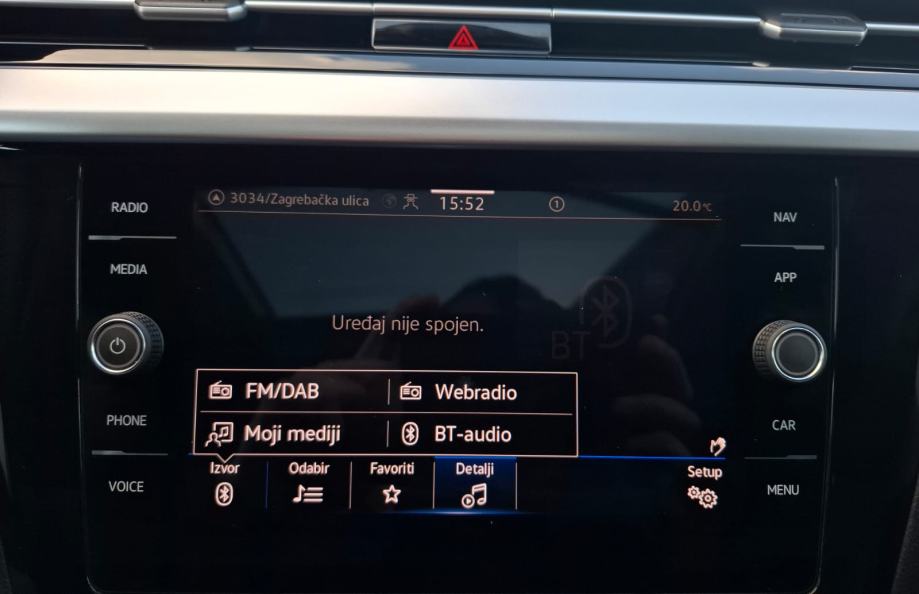 RADIO
MEDIA
PHONE
VOICE
3034/Zagrebačka ulica 15:52 1 20.0°C
BT
Uređaj nije spojen.
FM/DAB Webradio
Moji mediji BT-audio
Izvor Odabir Favoriti Detalji Setup
NAV
APP
CAR
MENU